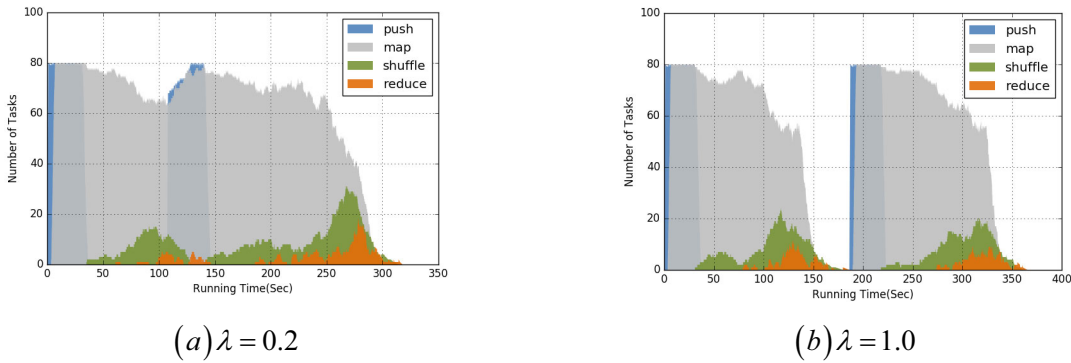 100
80
60
40
20
0
Number of Tasks
0 50 100 150 200 250 300 350
Running Time(Sec)
push
map
shuffle
reduce
(a) λ = 0.2
100
80
60
40
20
0
Number of Tasks
0 50 100 150 200 250 300 350 400
Running Time(Sec)
push
map
shuffle
reduce
(b) λ = 1.0